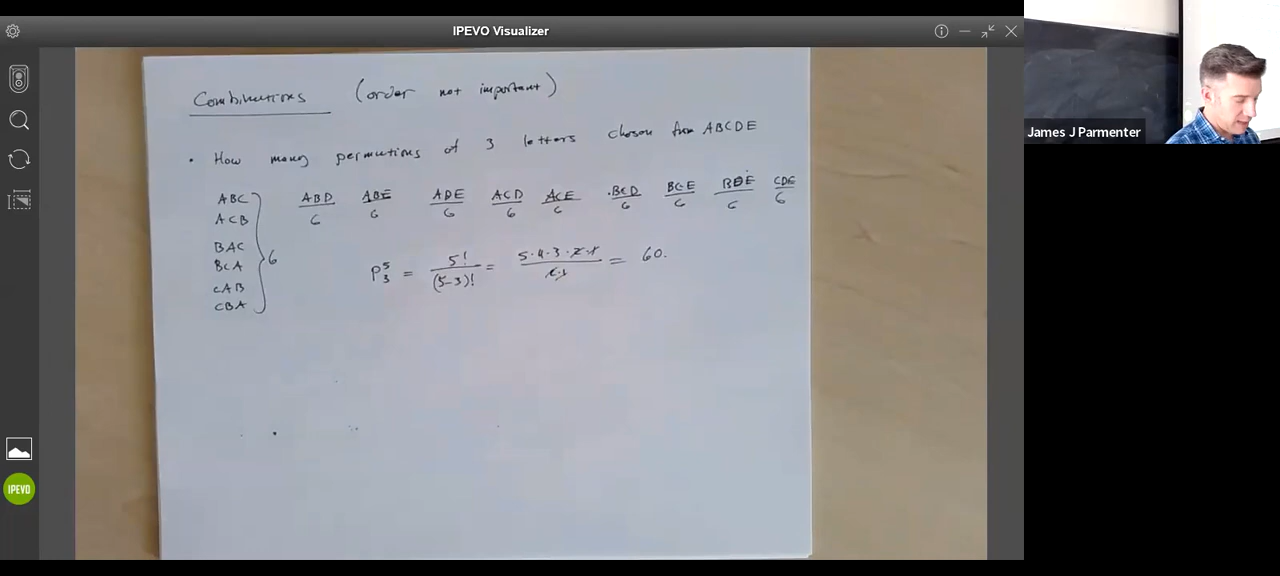 IPEVO Visualizer
Combinations (order not important)
• How many permutions of 3 letters chosen from ABCDE
ABC ABD ABE ADE ACD ACE BCD BCE BDE CDE
ACB 6 6 6 6 6 6 6 6 6
BAC
BCA } 6
CAB
CBA
P⁵₃ = 5!/(5-3)! = 5·4·3·2·1/2·1 = 60.
James J Parmenter
IPEVO